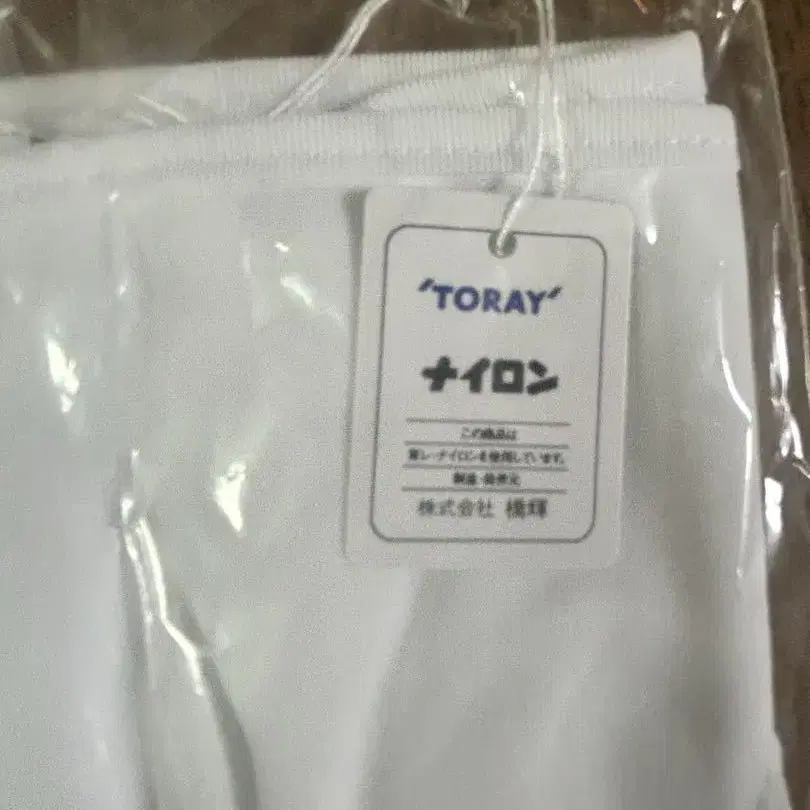 "TORAY"
ナイロン
この商品は
東レ・ナイロンを使用しています。
製造・発売元
株式会社 橋輝